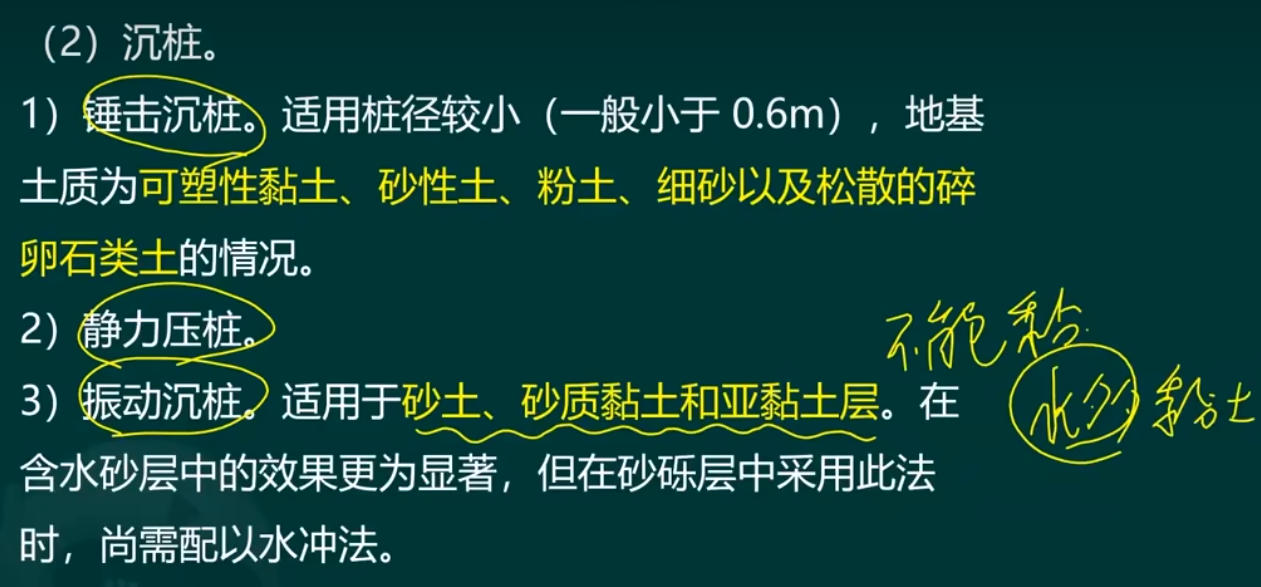 （2）沉桩。
1）锤击沉桩。适用桩径较小（一般小于 0.6m），地基
土质为可塑性黏土、砂性土、粉土、细砂以及松散的碎
卵石类土的情况。
2）静力压桩。
不能黏
3）振动沉桩。适用于砂土、砂质黏土和亚黏土层。在
水多黏土
含水砂层中的效果更为显著，但在砂砾层中采用此法
时，尚需配以水冲法。